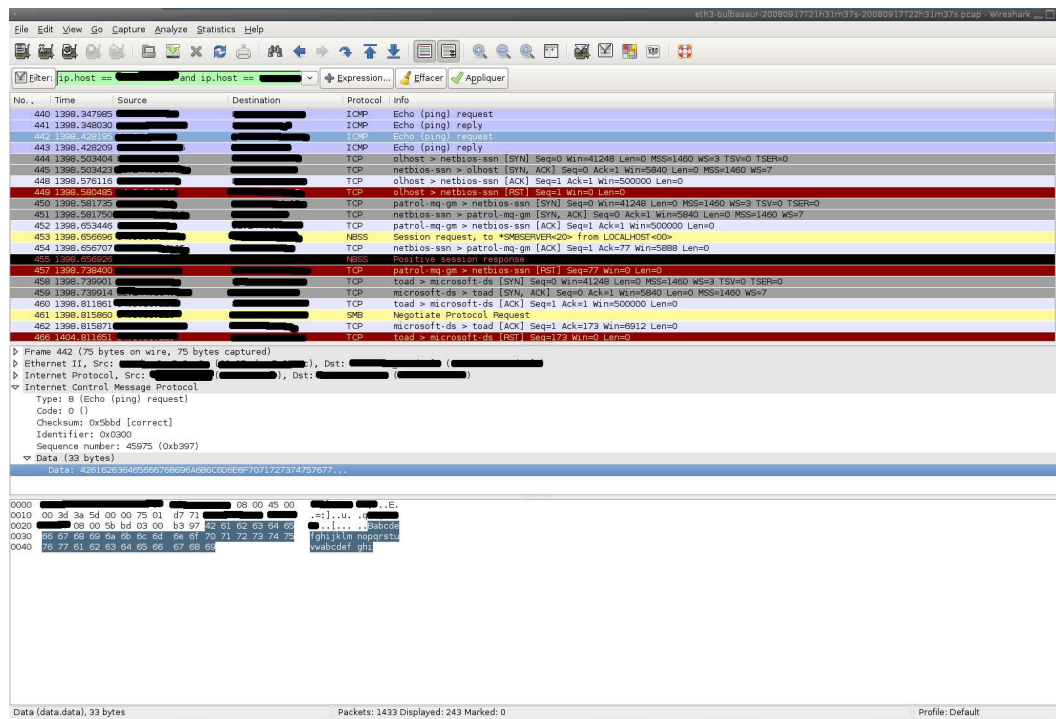 eth3-bulbasaur-20080917T21h31m37s-20080917T22h31m37s.pcap - Wireshark
File Edit View Go Capture Analyze Statistics Help
Filter: ip.host == and ip.host == Expression... Effacer Appliquer
No. . Time Source Destination Protocol Info
440 1398.347985 ICMP Echo (ping) request
441 1398.348030 ICMP Echo (ping) reply
442 1398.428195 ICMP Echo (ping) request
443 1398.428209 ICMP Echo (ping) reply
444 1398.503404 TCP olhost > netbios-ssn [SYN] Seq=0 Win=41248 Len=0 MSS=1460 WS=3 TSV=0 TSER=0
445 1398.503423 TCP netbios-ssn > olhost [SYN, ACK] Seq=0 Ack=1 Win=5840 Len=0 MSS=1460 WS=7
448 1398.576116 TCP olhost > netbios-ssn [ACK] Seq=1 Ack=1 Win=500000 Len=0
449 1398.580485 TCP olhost > netbios-ssn [RST] Seq=1 Win=0 Len=0
450 1398.581735 TCP patrol-mq-gm > netbios-ssn [SYN] Seq=0 Win=41248 Len=0 MSS=1460 WS=3 TSV=0 TSER=0
451 1398.581750 TCP netbios-ssn > patrol-mq-gm [SYN, ACK] Seq=0 Ack=1 Win=5840 Len=0 MSS=1460 WS=7
452 1398.653446 TCP patrol-mq-gm > netbios-ssn [ACK] Seq=1 Ack=1 Win=500000 Len=0
453 1398.656696 NBSS Session request, to *SMBSERVER<20> from LOCALHOST<00>
454 1398.656707 TCP netbios-ssn > patrol-mq-gm [ACK] Seq=1 Ack=77 Win=5888 Len=0
455 1398.656926 NBSS Positive session response
457 1398.738400 TCP patrol-mq-gm > netbios-ssn [RST] Seq=77 Win=0 Len=0
458 1398.739901 TCP toad > microsoft-ds [SYN] Seq=0 Win=41248 Len=0 MSS=1460 WS=3 TSV=0 TSER=0
459 1398.739914 TCP microsoft-ds > toad [SYN, ACK] Seq=0 Ack=1 Win=5840 Len=0 MSS=1460 WS=7
460 1398.811861 TCP toad > microsoft-ds [ACK] Seq=1 Ack=1 Win=500000 Len=0
461 1398.815860 SMB Negotiate Protocol Request
462 1398.815871 TCP microsoft-ds > toad [ACK] Seq=1 Ack=173 Win=6912 Len=0
466 1404.811651 TCP toad > microsoft-ds [RST] Seq=173 Win=0 Len=0
Frame 442 (75 bytes on wire, 75 bytes captured)
Ethernet II, Src: ( ), Dst: (
Internet Protocol, Src: ( ), Dst: ( )
Internet Control Message Protocol
Type: 8 (Echo (ping) request)
Code: 0 ()
Checksum: 0x5bbd [correct]
Identifier: 0x0300
Sequence number: 45975 (0xb397)
Data (33 bytes)
Data: 426162636465666768696A6B6C6D6E6F7071727374757677...
0000 08 00 45 00 ..E.
0010 00 3d 3a 5d 00 00 75 01 d7 71 .=:]..u. .q
0020 08 00 5b bd 03 00 b3 97 42 61 62 63 64 65 ..[... ..Babcde
0030 66 67 68 69 6a 6b 6c 6d 6e 6f 70 71 72 73 74 75 fghijklm nopqrstu
0040 76 77 61 62 63 64 65 66 67 68 69 vwabcdef ghi
Data (data.data), 33 bytes Packets: 1433 Displayed: 243 Marked: 0 Profile: Default